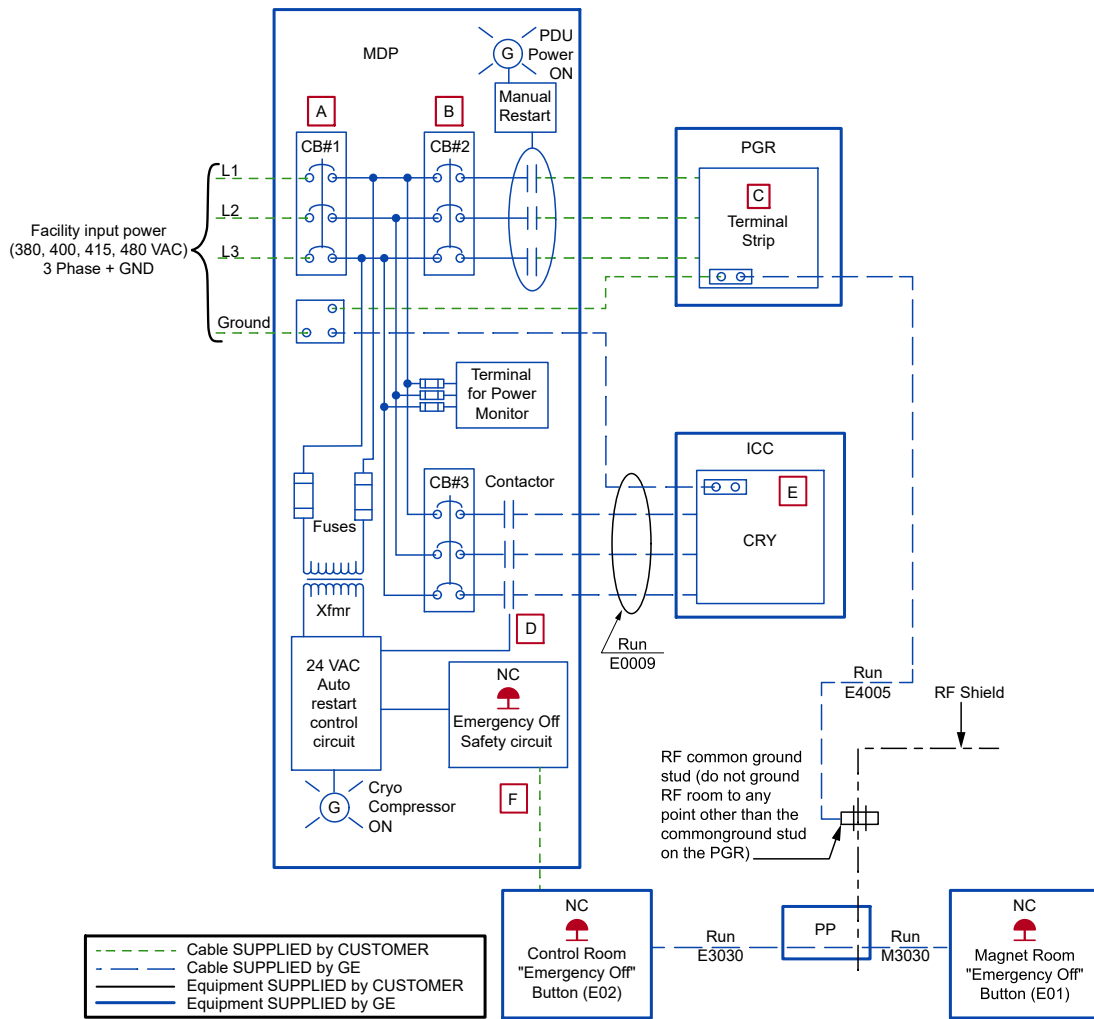 MDP
G
PDU
Power
ON
Manual
Restart
A
B
CB#1
CB#2
L1
L2
L3
Facility input power
(380, 400, 415, 480 VAC)
3 Phase + GND
Ground
PGR
C
Terminal
Strip
Terminal
for Power
Monitor
Fuses
CB#3
Contactor
ICC
E
CRY
Xfmr
D
Run
E0009
24 VAC
Auto
restart
control
circuit
NC
Emergency Off
Safety circuit
F
G
Cryo
Compressor
ON
Run
E4005
RF Shield
RF common ground
stud (do not ground
RF room to any
point other than the
commonground stud
on the PGR)
NC
Control Room
"Emergency Off"
Button (E02)
Run
E3030
PP
Run
M3030
NC
Magnet Room
"Emergency Off"
Button (E01)
Cable SUPPLIED by CUSTOMER
Cable SUPPLIED by GE
Equipment SUPPLIED by CUSTOMER
Equipment SUPPLIED by GE